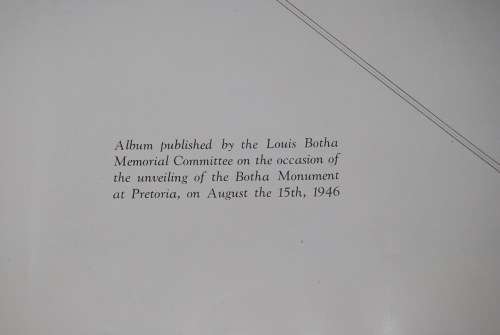 Album published by the Louis Botha
Memorial Committee on the occasion of
the unveiling of the Botha Monument
at Pretoria, on August the 15th, 1946